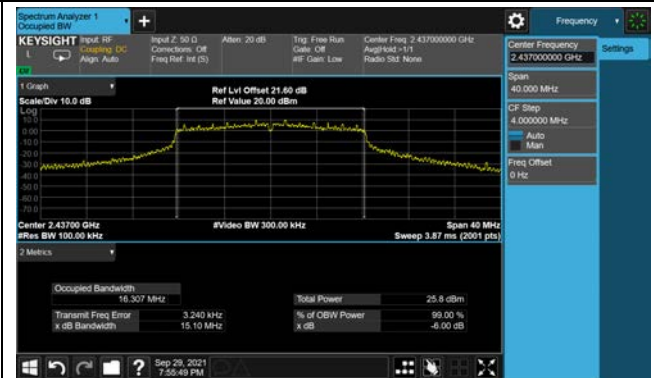 Spectrum Analyzer 1
Occupied BW
+
Frequency
KEYSIGHT
L
Input: RF
Coupling: DC
Align: Auto
Input Z: 50 Ω
Corrections: Off
Freq Ref: Int (S)
Atten: 20 dB
Trig: Free Run
Gate: Off
#IF Gain: Low
Center Freq: 2.437000000 GHz
Avg|Hold:>1/1
Radio Std: None
Center Frequency
2.437000000 GHz
Settings
Span
40.000 MHz
CF Step
4.000000 MHz
Auto
Man
Freq Offset
0 Hz
1 Graph
Scale/Div 10.0 dB
Ref Lvl Offset 21.60 dB
Ref Value 20.00 dBm
Log
10.0
0.00
-10.0
-20.0
-30.0
-40.0
-50.0
-60.0
-70.0
Center 2.43700 GHz
#Res BW 100.00 kHz
#Video BW 300.00 kHz
Span 40 MHz
Sweep 3.87 ms (2001 pts)
2 Metrics
Occupied Bandwidth
16.307 MHz
Total Power 25.8 dBm
Transmit Freq Error 3.240 kHz
% of OBW Power 99.00 %
x dB Bandwidth 15.10 MHz
x dB -6.00 dB
?
Sep 29, 2021
7:55:49 PM